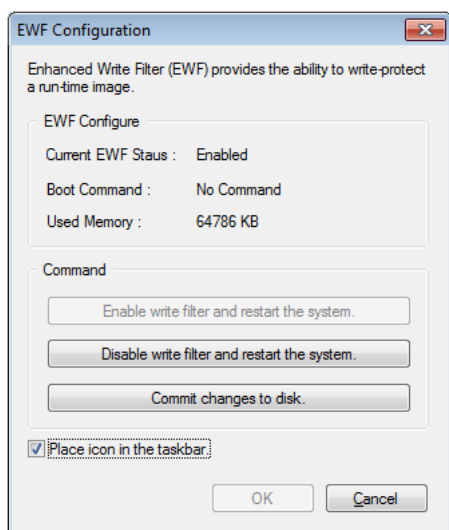 EWF Configuration
Enhanced Write Filter (EWF) provides the ability to write-protect
a run-time image.
EWF Configure
Current EWF Staus : Enabled
Boot Command : No Command
Used Memory : 64786 KB
Command
Enable write filter and restart the system.
Disable write filter and restart the system.
Commit changes to disk.
Place icon in the taskbar.
OK Cancel